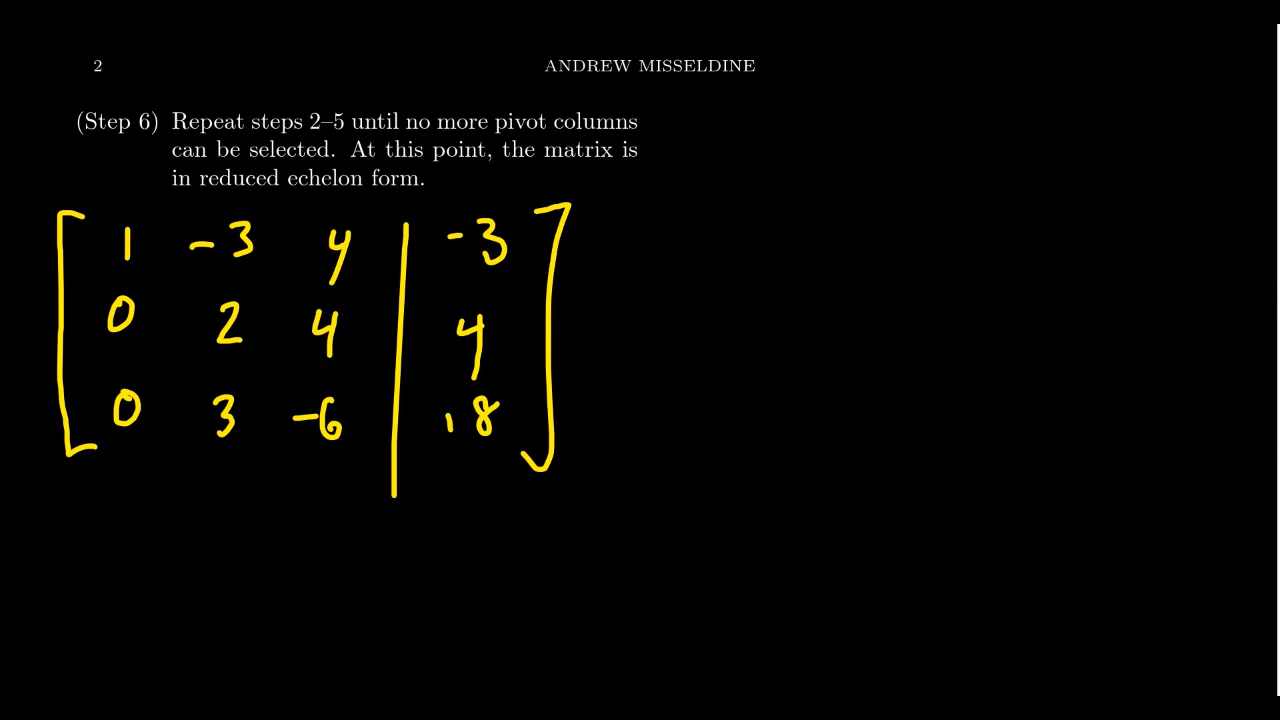 2 ANDREW MISSELDINE
(Step 6) Repeat steps 2–5 until no more pivot columns
can be selected. At this point, the matrix is
in reduced echelon form.
1 -3 4 | -3
0 2 4 | 4
0 3 -6 | 18